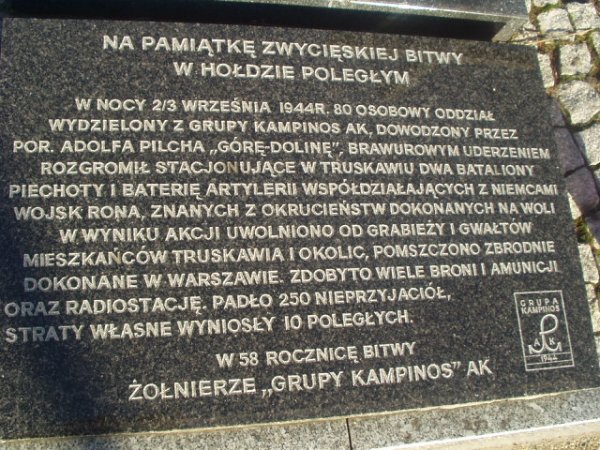 NA PAMIĄTKĘ ZWYCIĘSKIEJ BITWY
W HOŁDZIE POLEGŁYM
W NOCY 2/3 WRZEŚNIA 1944R. 80 OSOBOWY ODDZIAŁ
WYDZIELONY Z GRUPY KAMPINOS AK, DOWODZONY PRZEZ
POR. ADOLFA PILCHA „GÓRĘ-DOLINĘ”, BRAWUROWYM UDERZENIEM
ROZGROMIŁ STACJONUJĄCE W TRUSKAWIU DWA BATALIONY
PIECHOTY I BATERIĘ ARTYLERII WSPÓŁDZIAŁAJĄCYCH Z NIEMCAMI
WOJSK RONA, ZNANYCH Z OKRUCIEŃSTW DOKONANYCH NA WOLI
W WYNIKU AKCJI UWOLNIONO OD GRABIEŻY I GWAŁTÓW
MIESZKAŃCÓW TRUSKAWIA I OKOLIC, POMSZCZONO ZBRODNIE
DOKONANE W WARSZAWIE. ZDOBYTO WIELE BRONI I AMUNICJI
ORAZ RADIOSTACJĘ. PADŁO 250 NIEPRZYJACIÓŁ,
STRATY WŁASNE WYNIOSŁY 10 POLEGŁYCH.
W 58 ROCZNICĘ BITWY
ŻOŁNIERZE „GRUPY KAMPINOS” AK
GRUPA
KAMPINOS
A K
1944